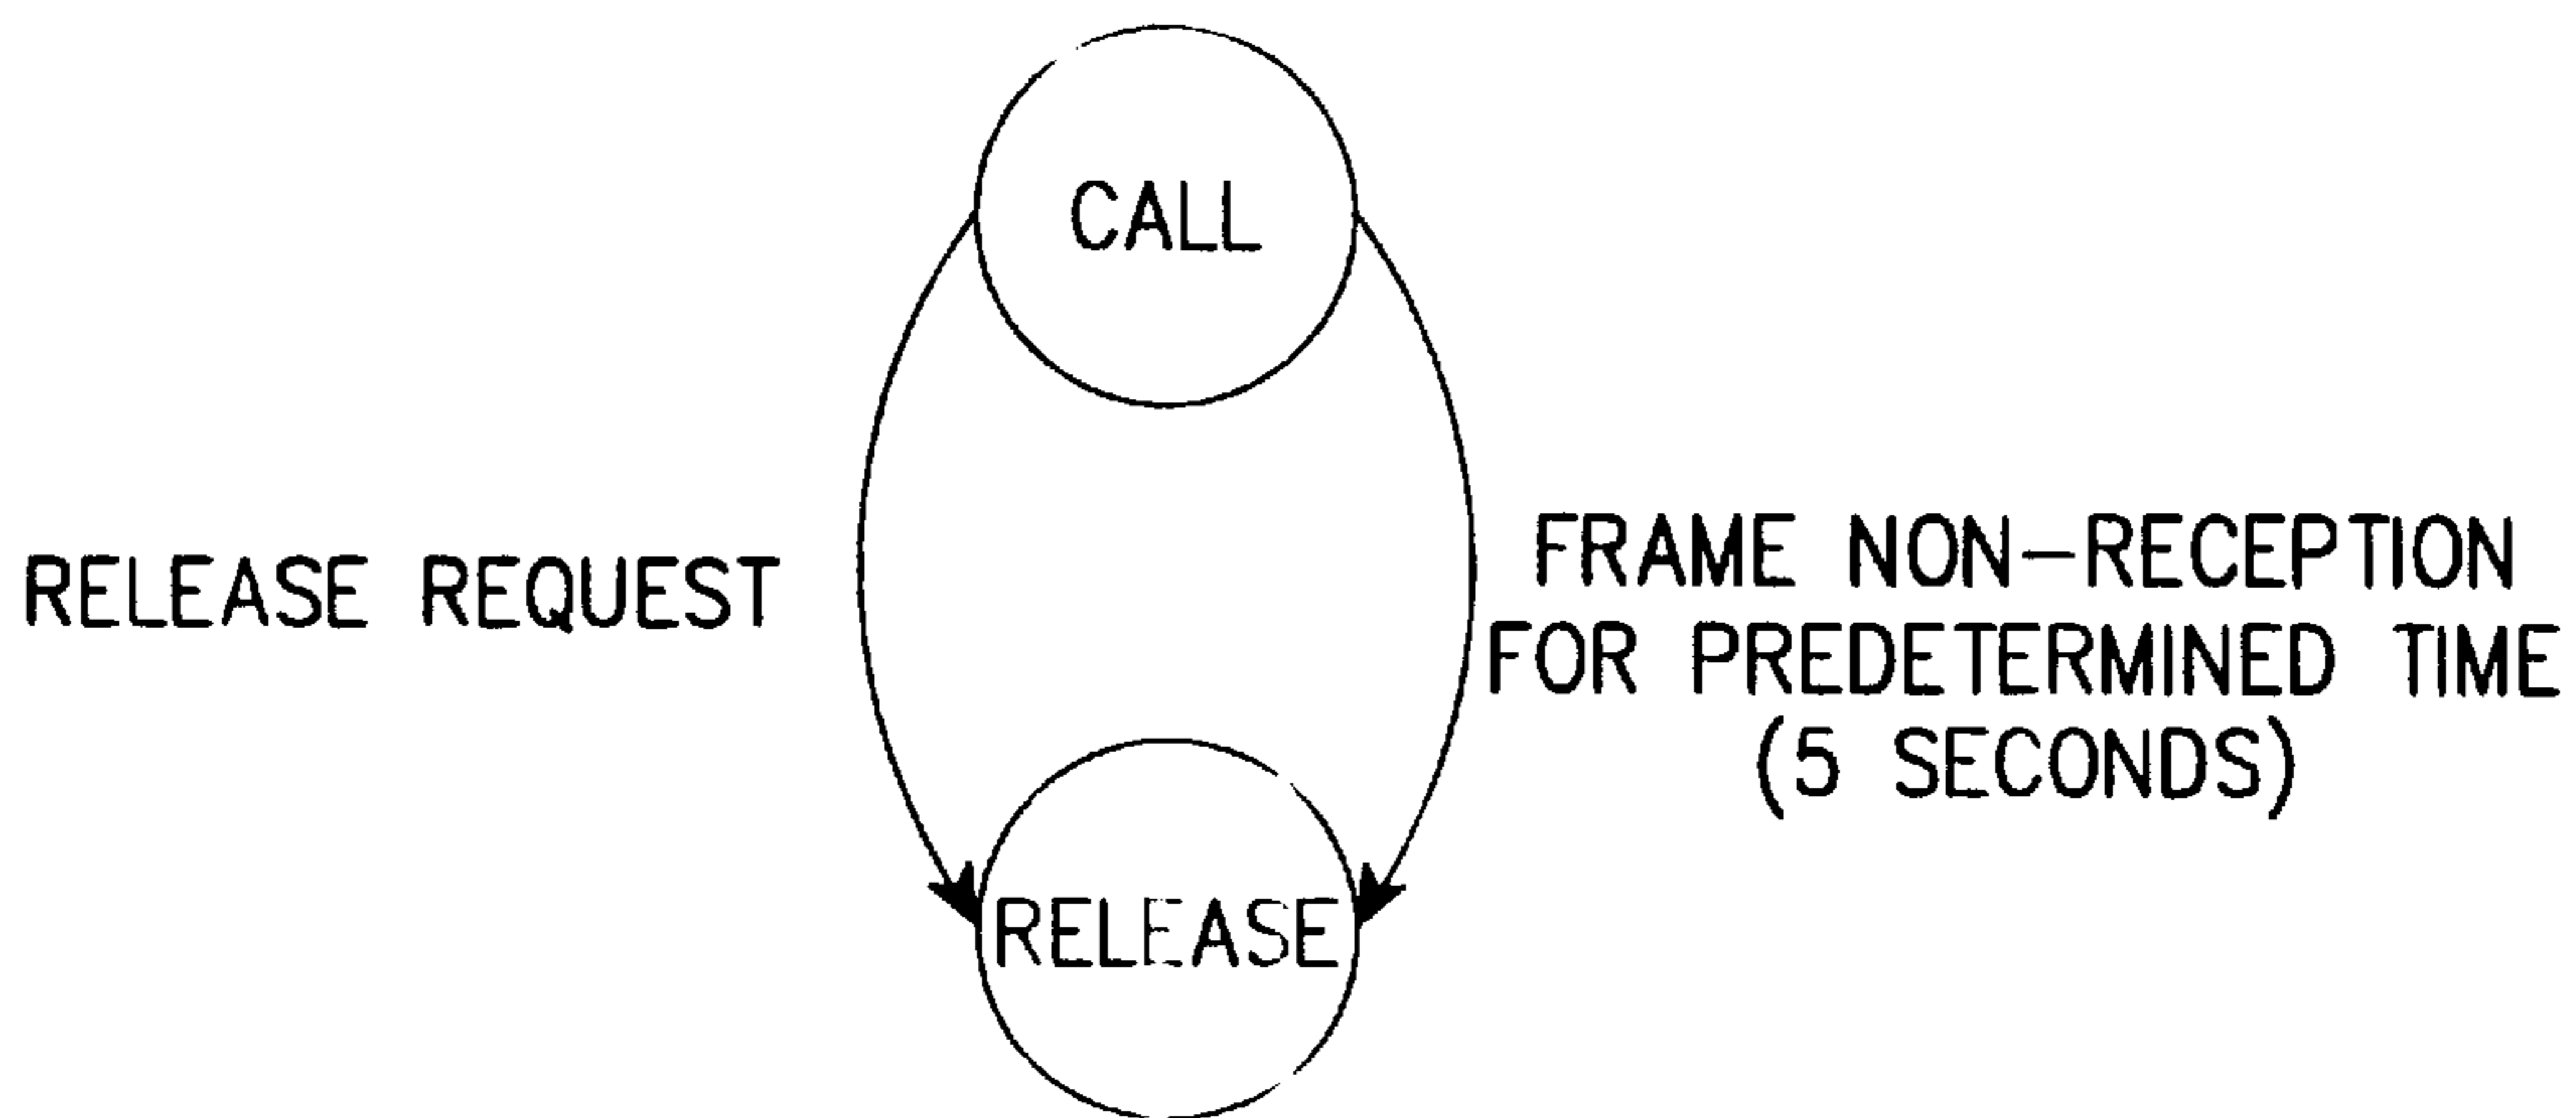 CALL
RELEASE REQUEST
FRAME NON-RECEPTION
FOR PREDETERMINED TIME
(5 SECONDS)
RELEASE